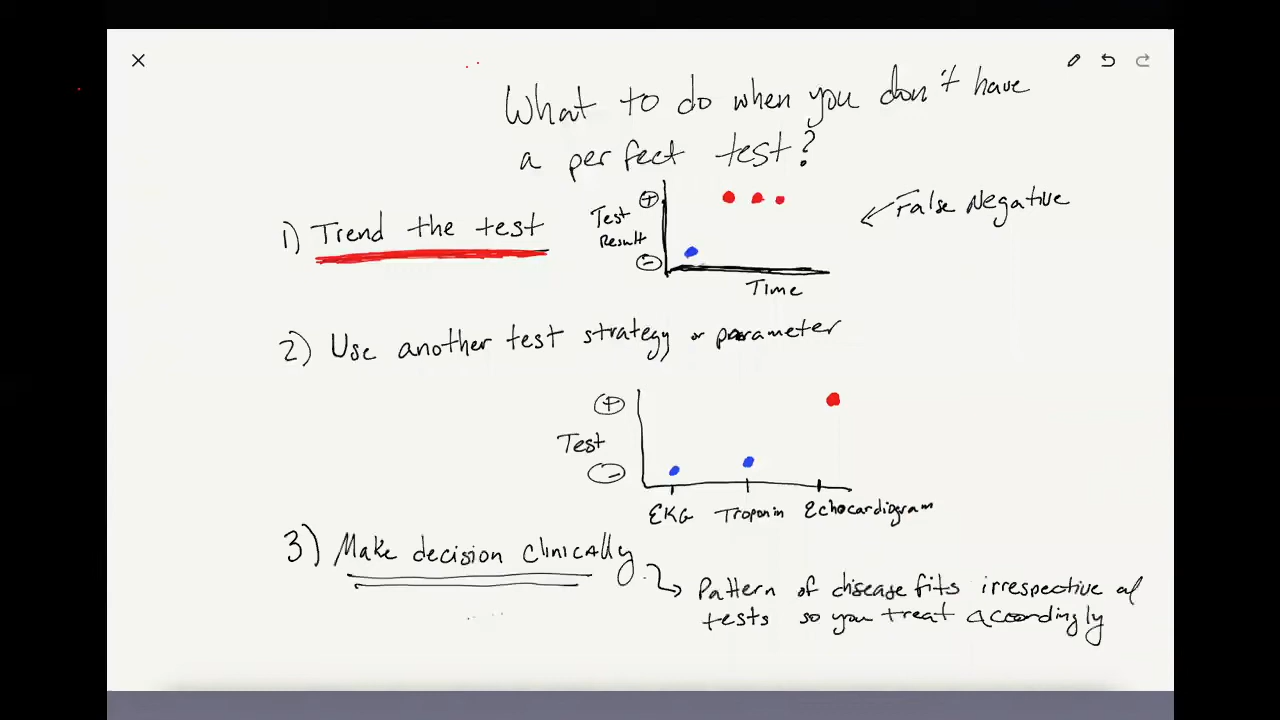 What to do when you don't have
a perfect test?
1) Trend the test
Test
Result
+
-
Time
False Negative
2) Use another test strategy or parameter
+
Test
-
EKG Troponin Echocardiogram
3) Make decision clinically
Pattern of disease fits irrespective of
tests so you treat accordingly